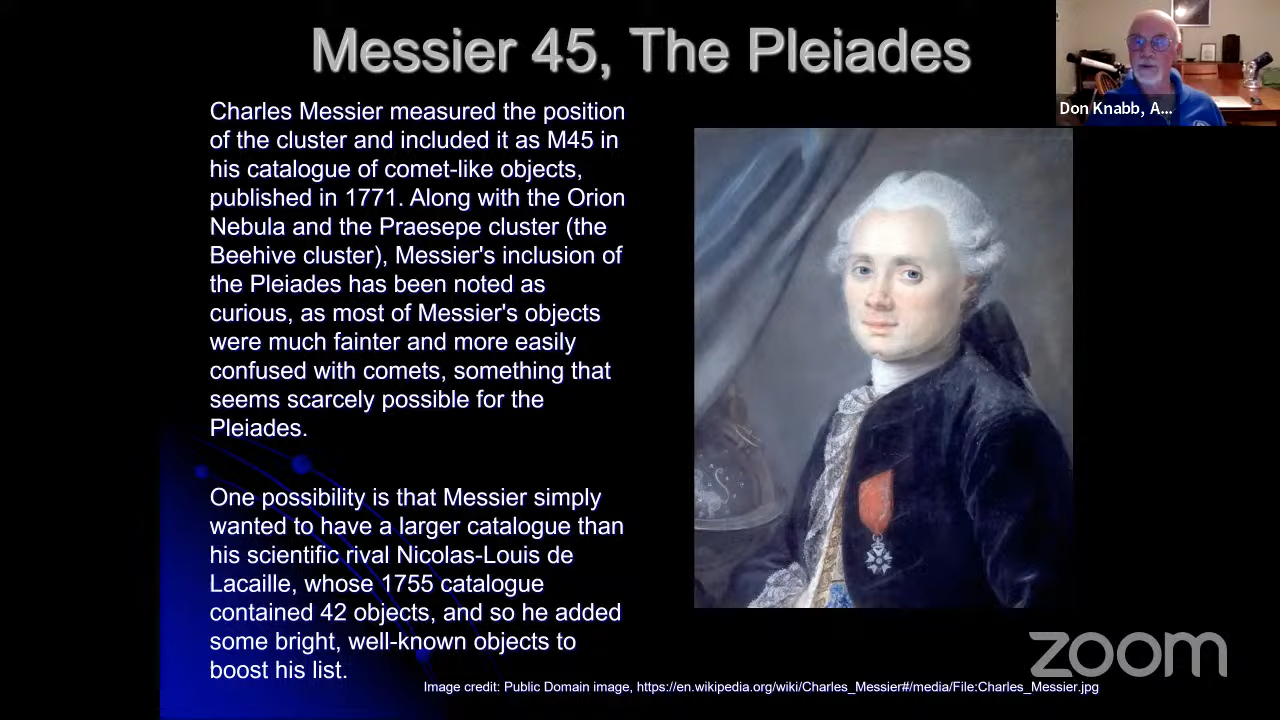 Messier 45, The Pleiades
Don Knabb, A...
Charles Messier measured the position
of the cluster and included it as M45 in
his catalogue of comet-like objects,
published in 1771. Along with the Orion
Nebula and the Praesepe cluster (the
Beehive cluster), Messier's inclusion of
the Pleiades has been noted as
curious, as most of Messier's objects
were much fainter and more easily
confused with comets, something that
seems scarcely possible for the
Pleiades.
One possibility is that Messier simply
wanted to have a larger catalogue than
his scientific rival Nicolas-Louis de
Lacaille, whose 1755 catalogue
contained 42 objects, and so he added
some bright, well-known objects to
boost his list.
zoom
Image credit: Public Domain image, https://en.wikipedia.org/wiki/Charles_Messier#/media/File:Charles_Messier.jpg